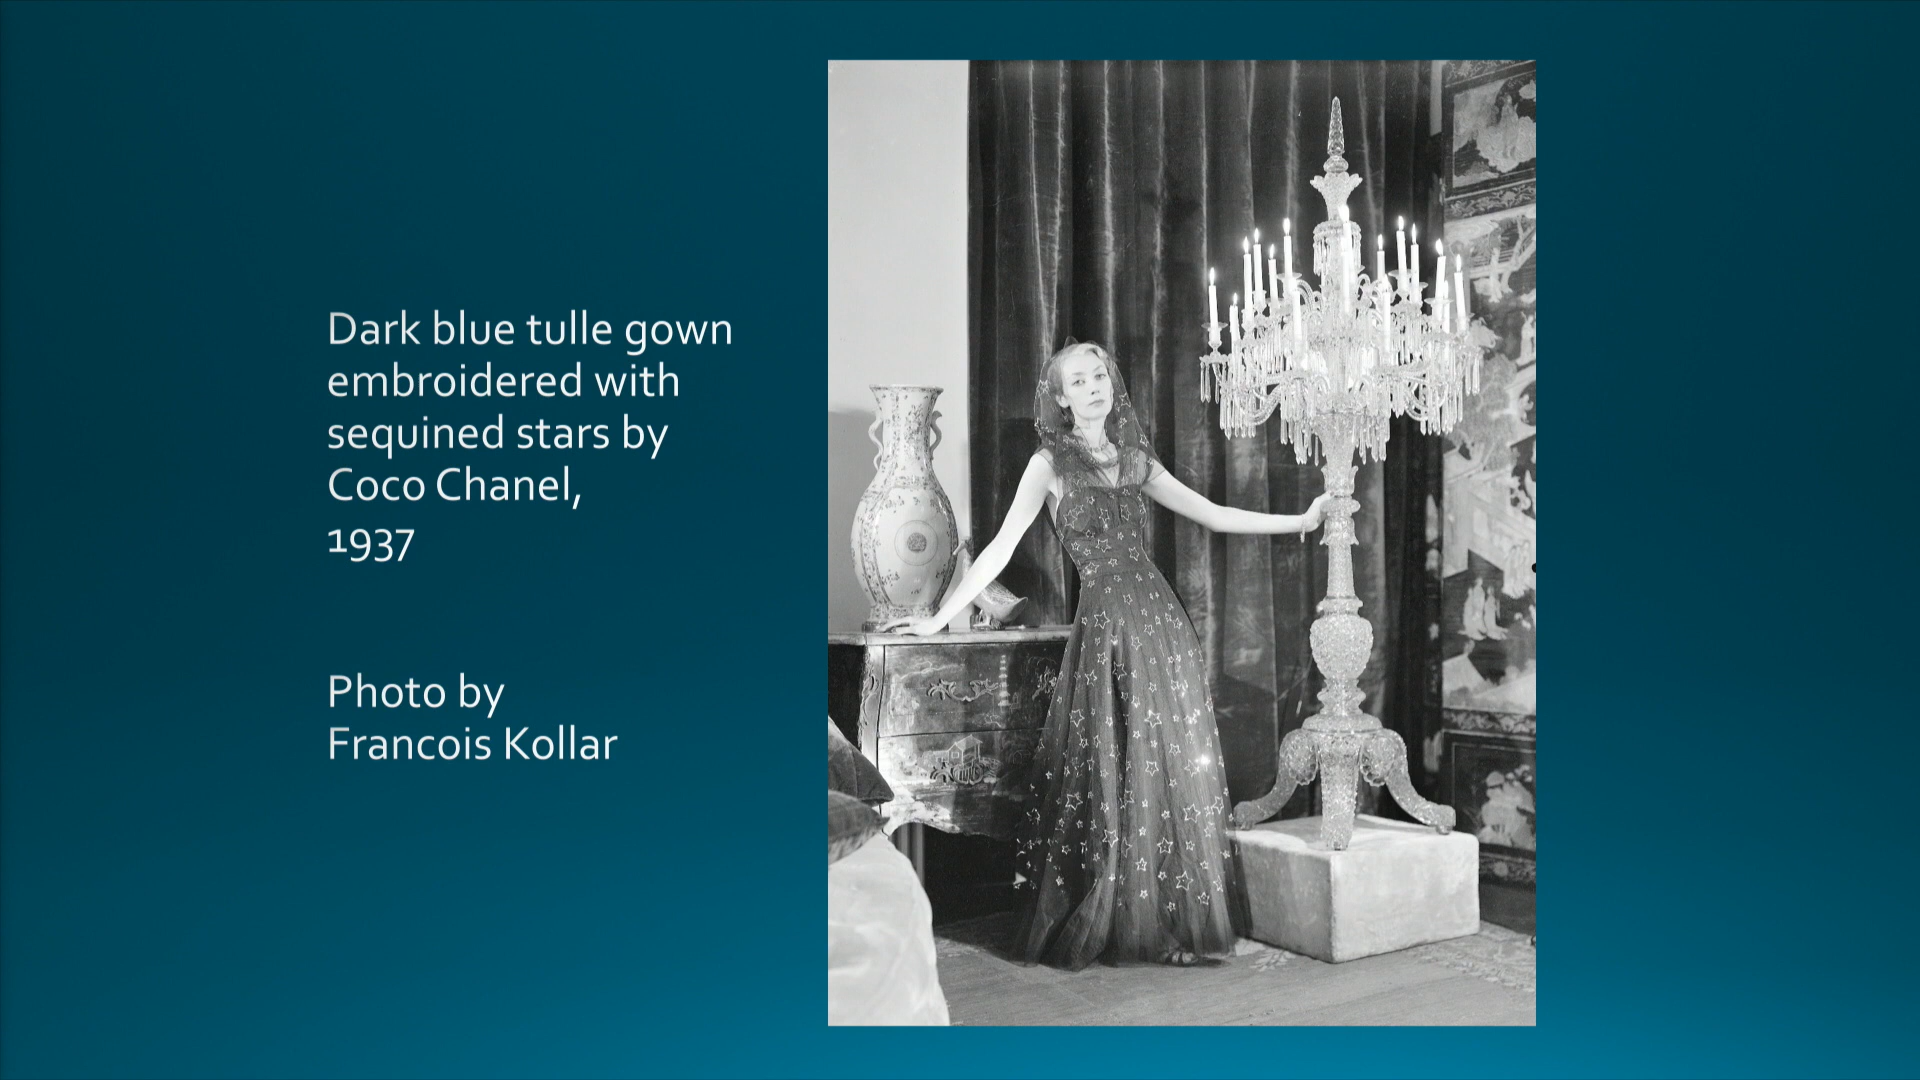 Dark blue tulle gown
embroidered with
sequined stars by
Coco Chanel,
1937
Photo by
Francois Kollar